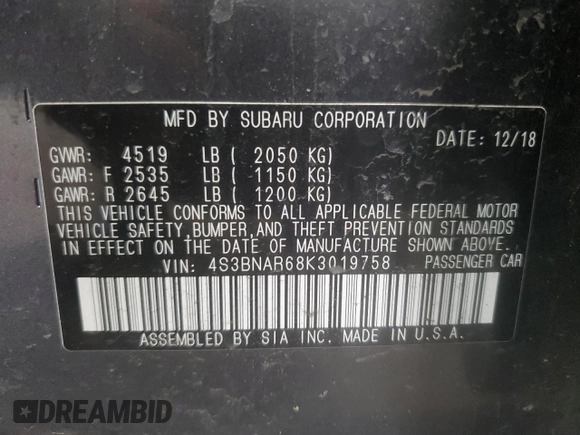 MFD BY SUBARU CORPORATION
DATE: 12/18
GVWR: 4519 LB ( 2050 KG)
GAWR: F 2535 LB ( 1150 KG)
GAWR: R 2645 LB ( 1200 KG)
THIS VEHICLE CONFORMS TO ALL APPLICABLE FEDERAL MOTOR
VEHICLE SAFETY, BUMPER, AND THEFT PREVENTION STANDARDS
IN EFFECT ON THE DATE OF MANUFACTURE SHOWN ABOVE.
VIN: 4S3BNAR68K3019758 PASSENGER CAR
ASSEMBLED BY SIA INC. MADE IN U.S.A.
DREAMBID